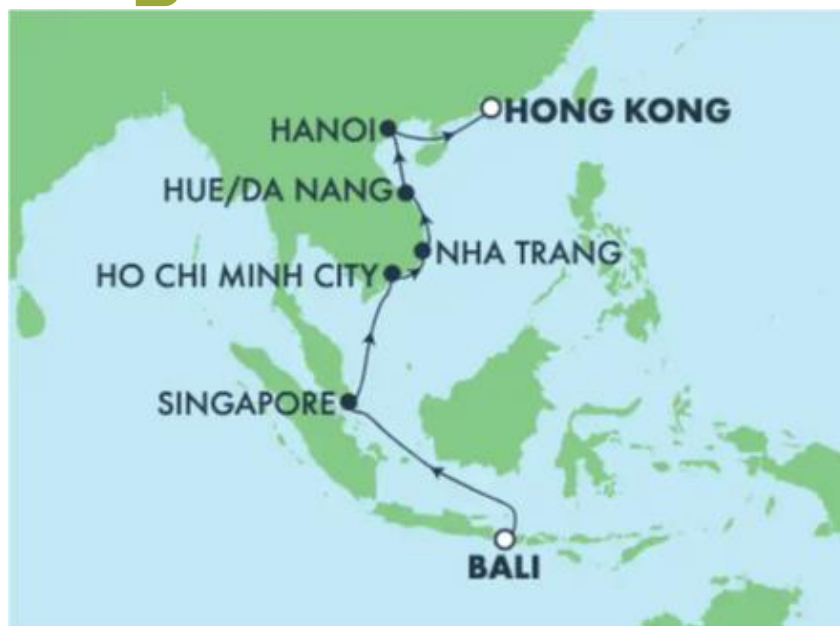 HONG KONG
HANOI
HUE/DA NANG
NHA TRANG
HO CHI MINH CITY
SINGAPORE
BALI